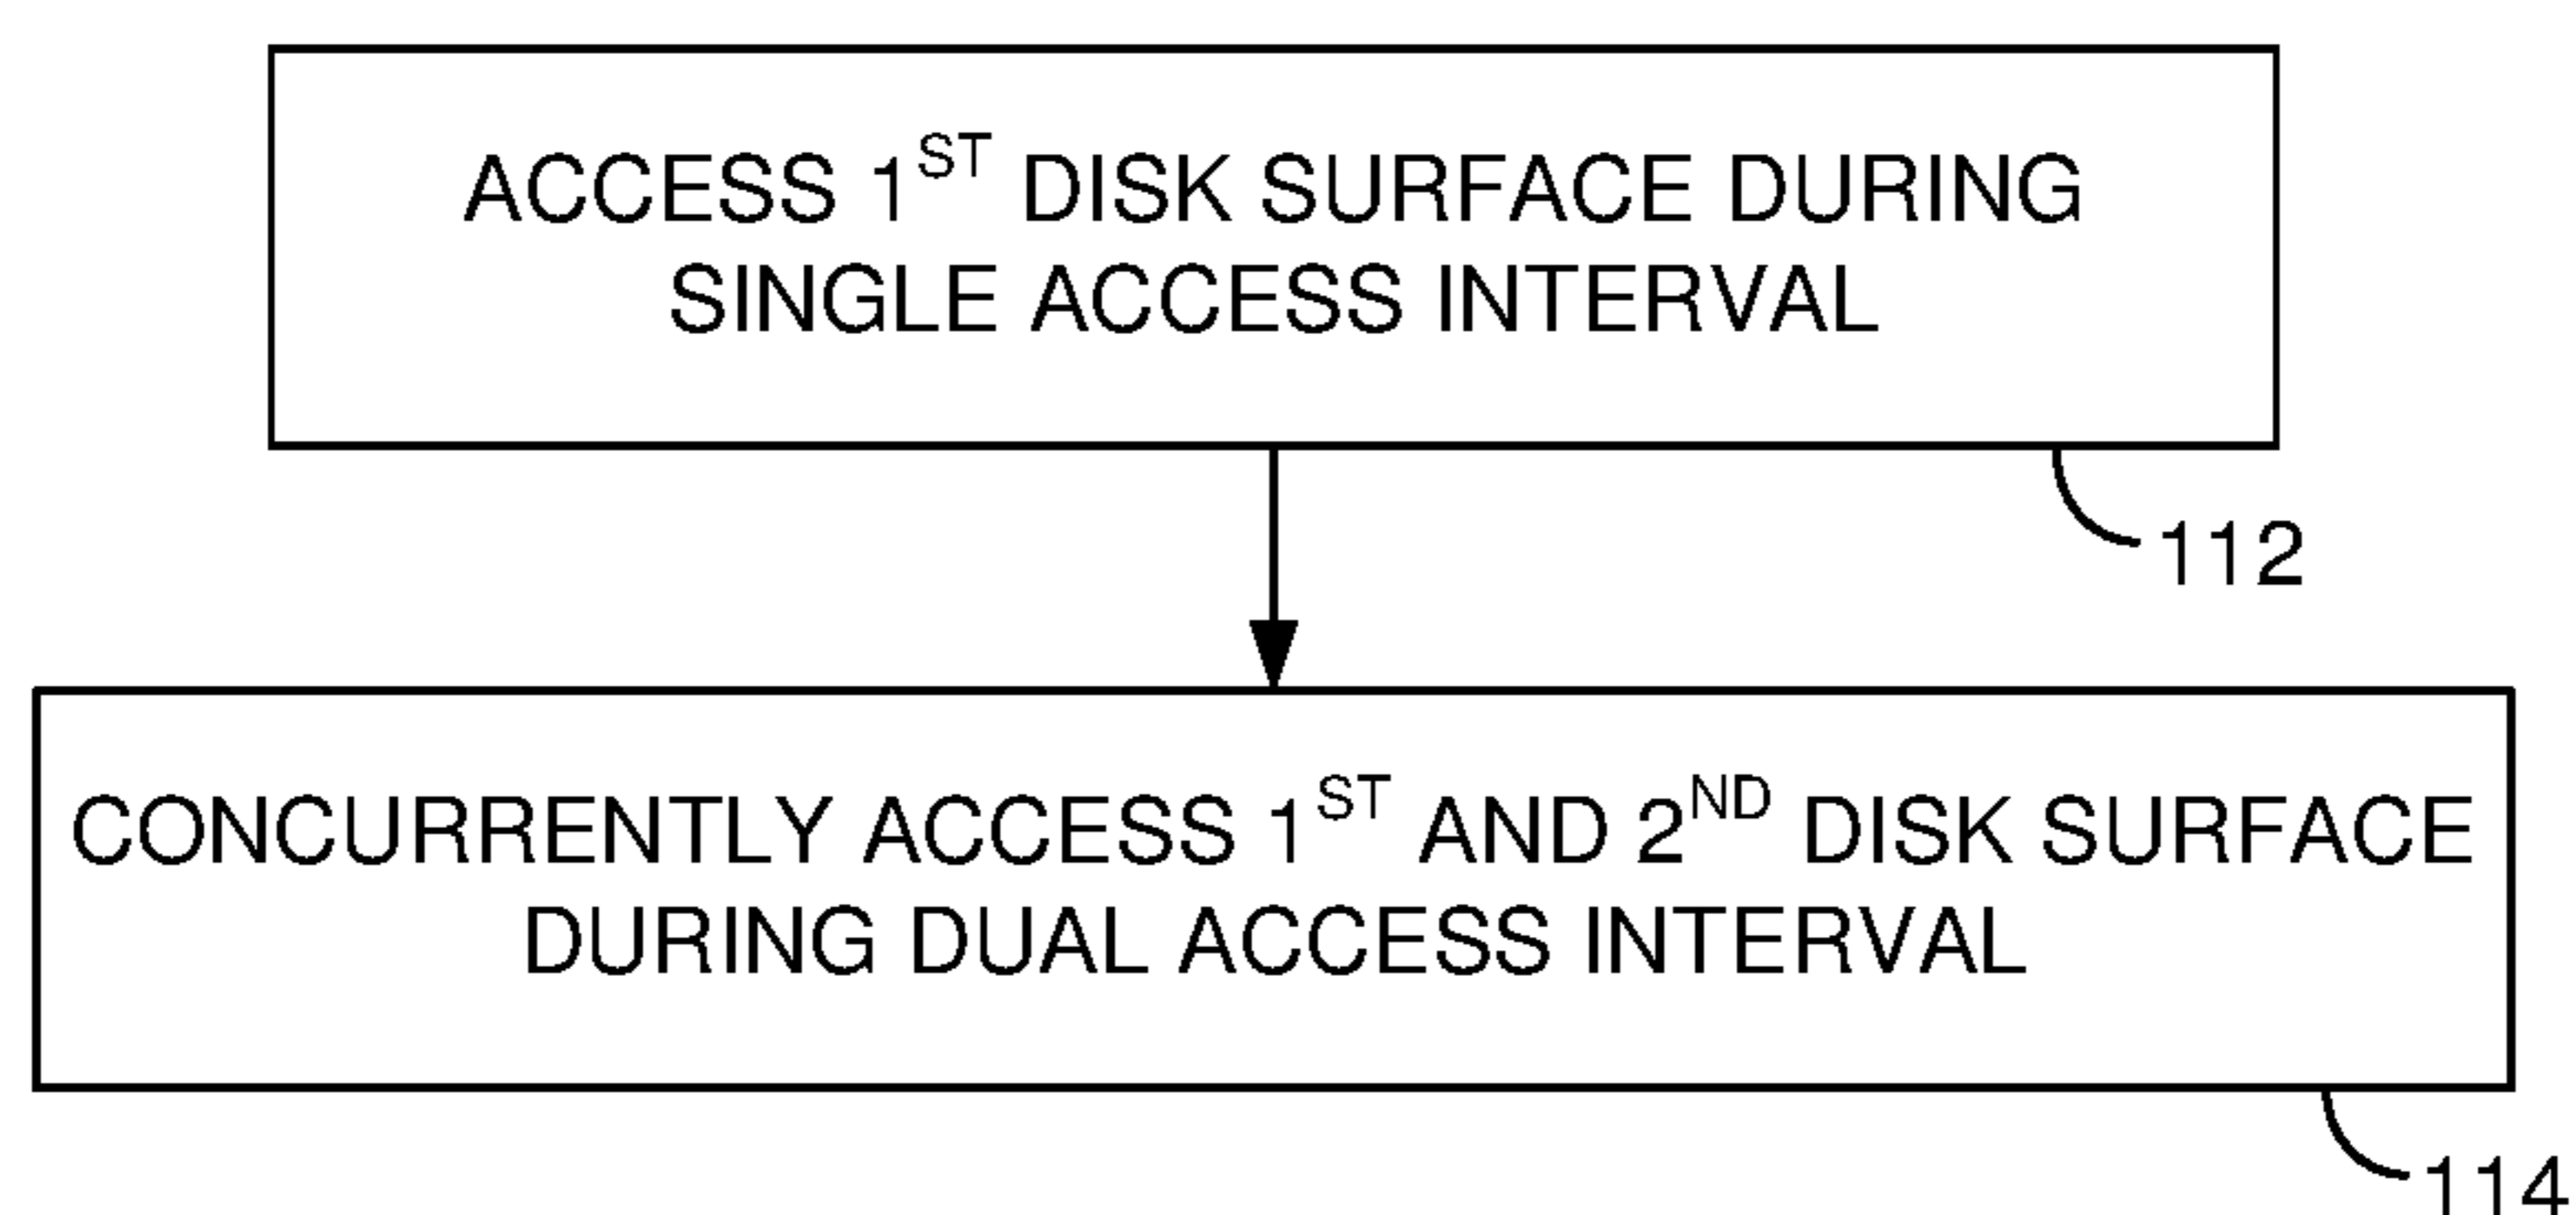 ACCESS 1ST DISK SURFACE DURING
SINGLE ACCESS INTERVAL
112
CONCURRENTLY ACCESS 1ST AND 2ND DISK SURFACE
DURING DUAL ACCESS INTERVAL
114